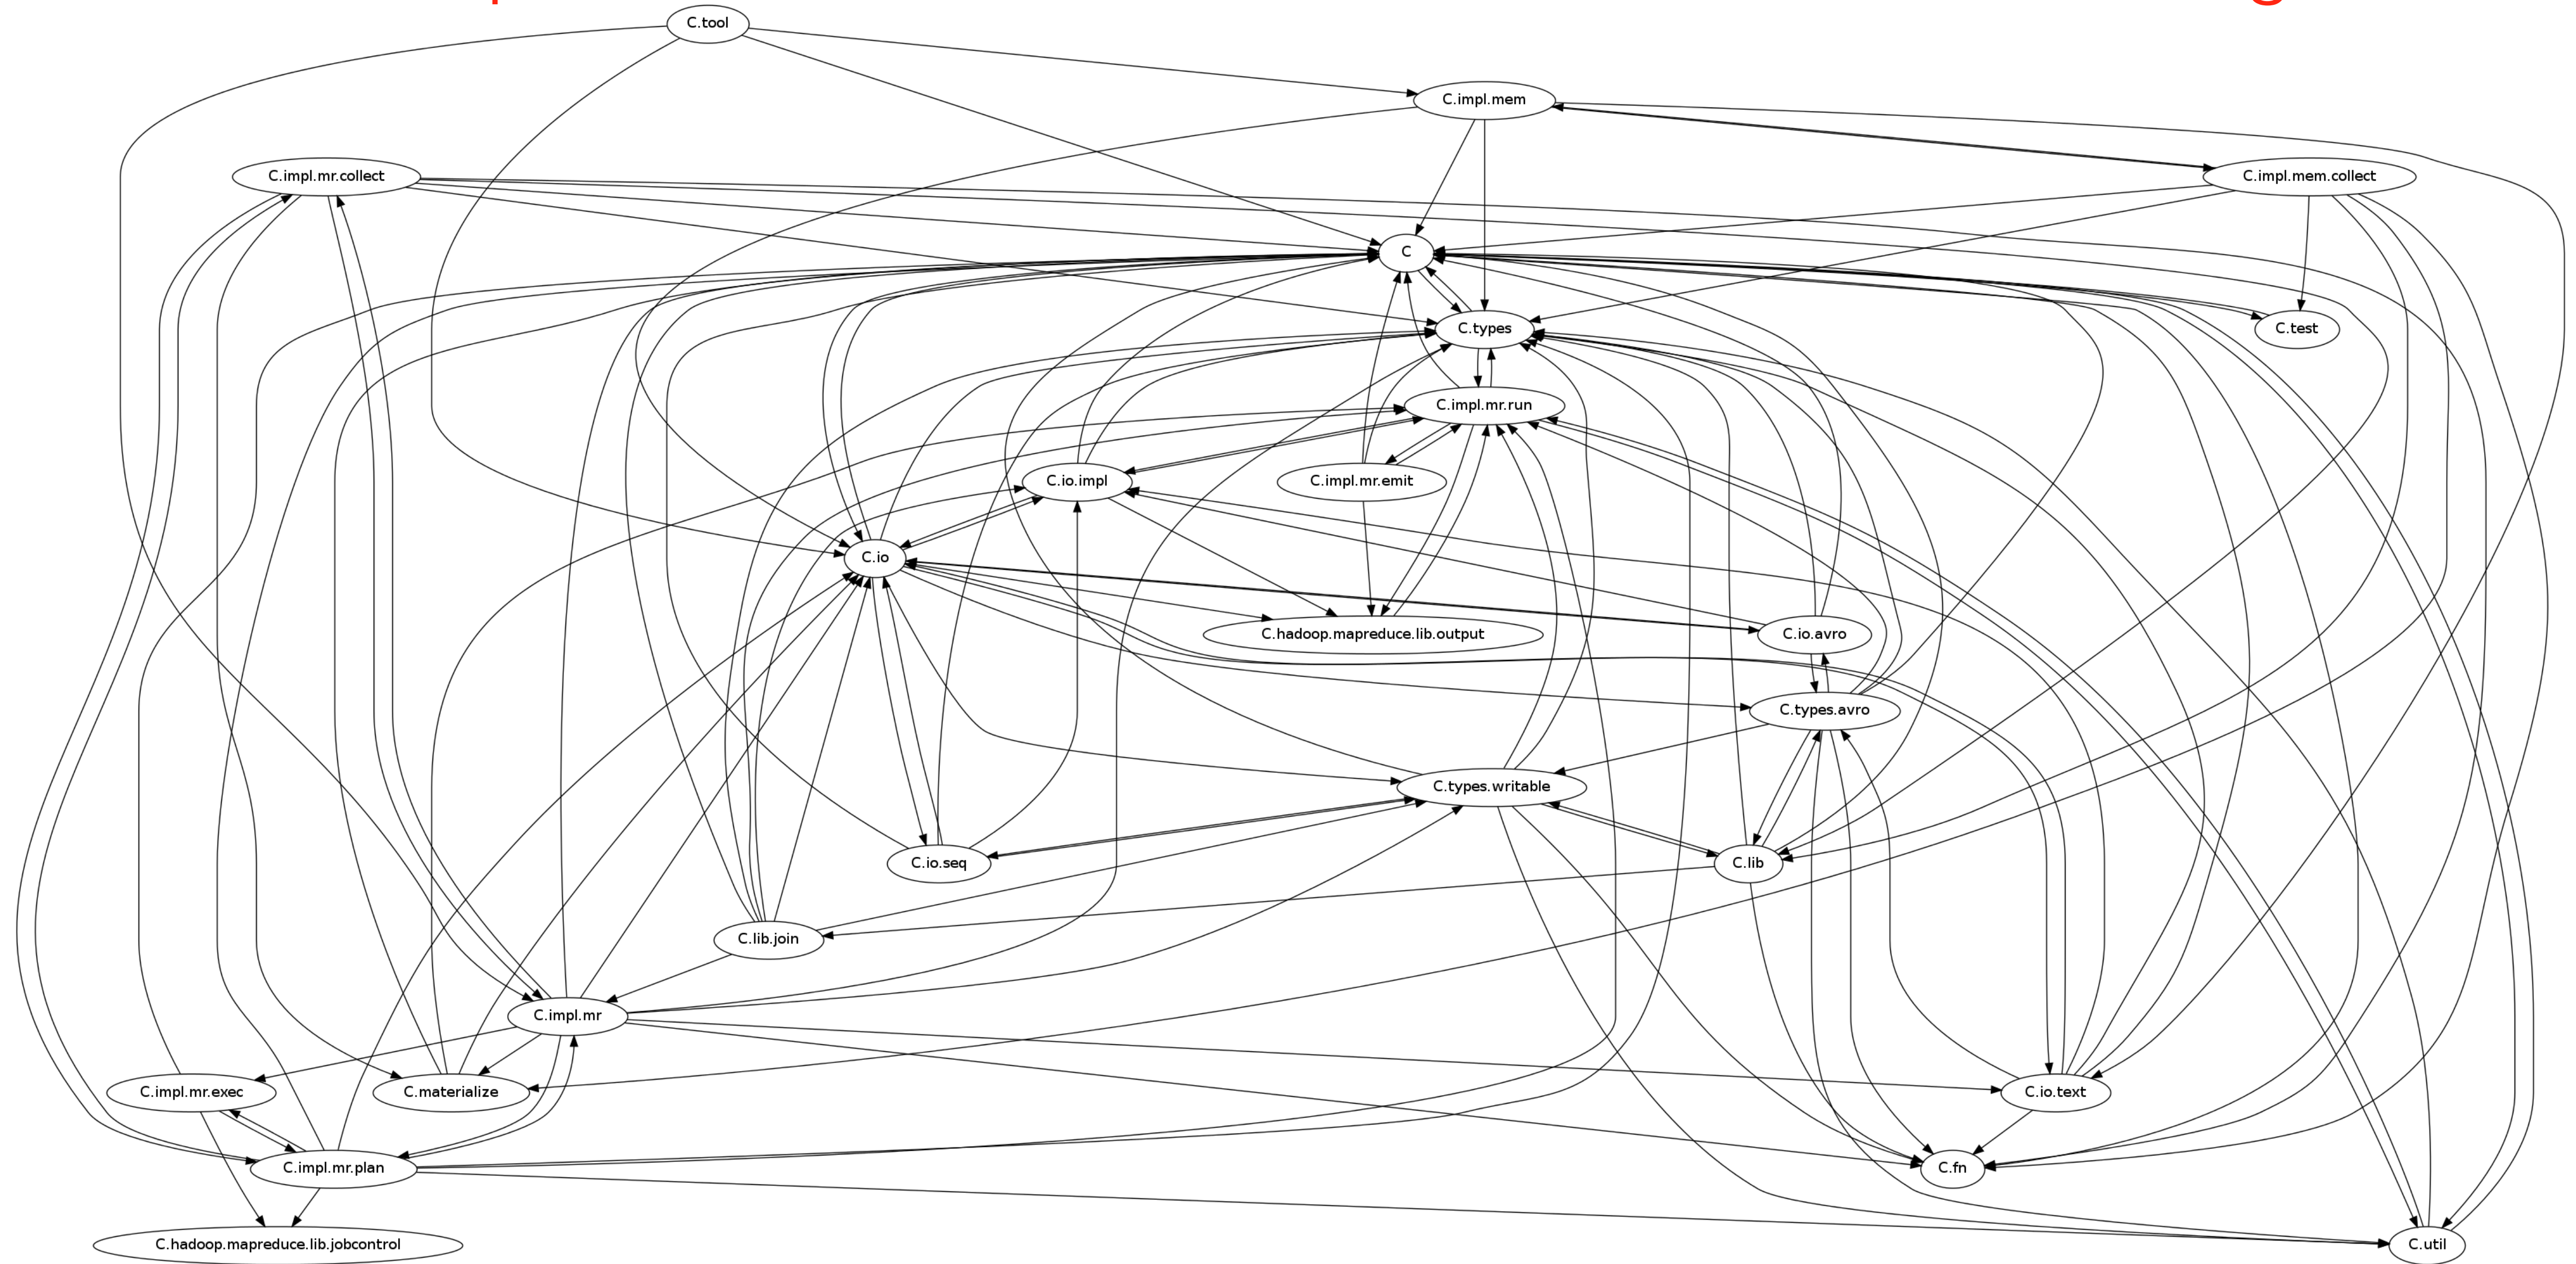 C.tool
C.impl.mem
C.impl.mr.collect
C.impl.mem.collect
C
C.types
C.test
C.impl.mr.run
C.io.impl
C.impl.mr.emit
C.io
C.hadoop.mapreduce.lib.output
C.io.avro
C.types.avro
C.types.writable
C.io.seq
C.lib
C.lib.join
C.impl.mr
C.impl.mr.exec
C.materialize
C.io.text
C.impl.mr.plan
C.fn
C.hadoop.mapreduce.lib.jobcontrol
C.util